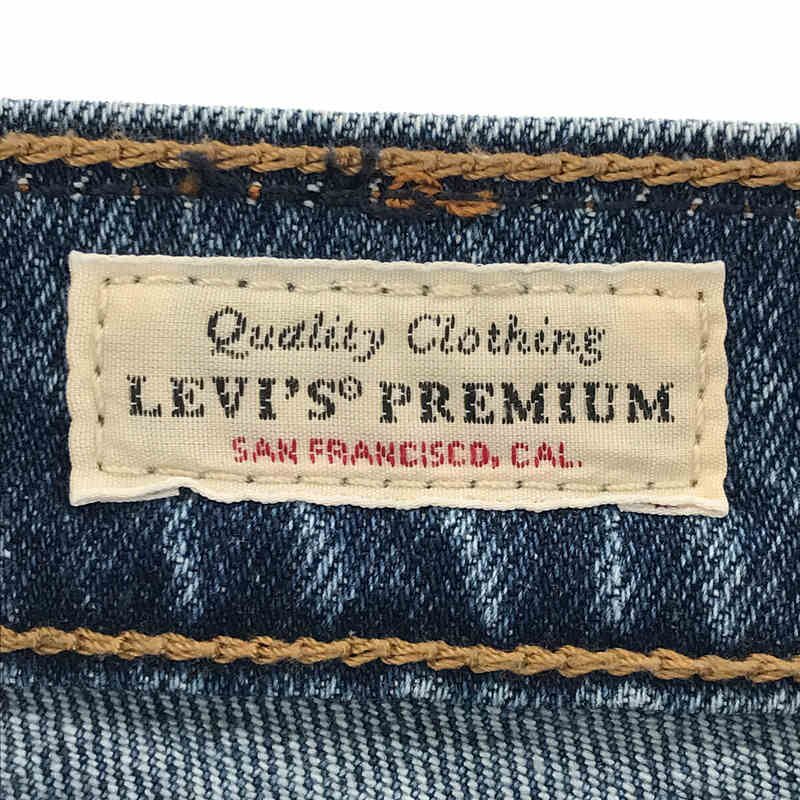 Quality Clothing
LEVI'S® PREMIUM
SAN FRANCISCO, CAL.